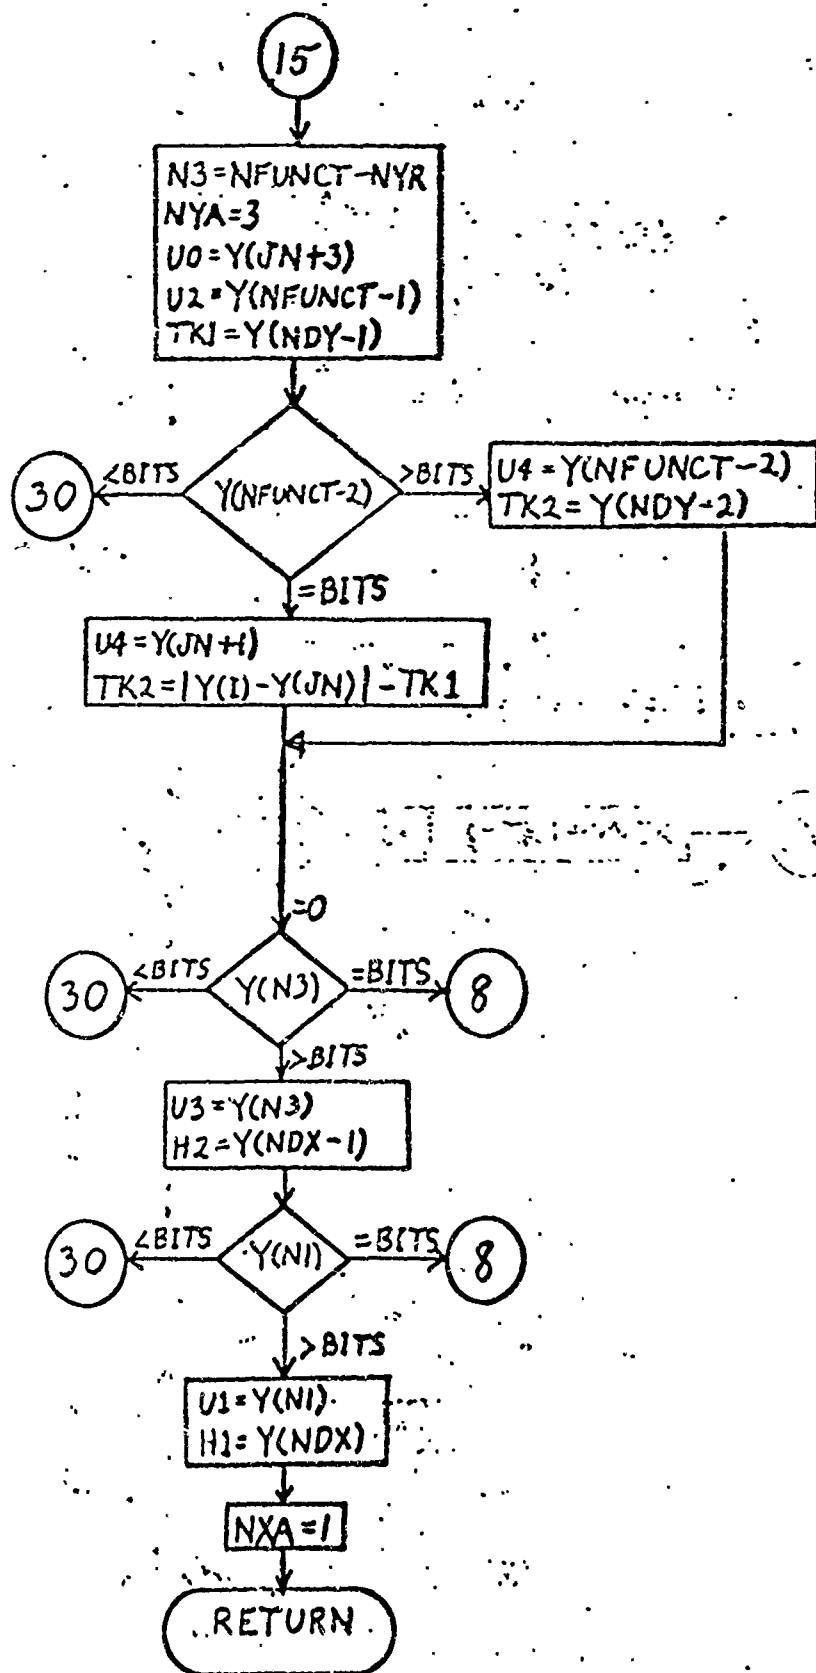 15
N3=NFUNCT-NYR
NYA=3
U0=Y(JN+3)
U2=Y(NFUNCT-1)
TK1=Y(NDY-1)
30
<BITS
Y(NFUNCT-2)
>BITS
U4=Y(NFUNCT-2)
TK2=Y(NDY-2)
=BITS
U4=Y(JN+1)
TK2=|Y(I)-Y(JN)|-TK1
=0
30
<BITS
Y(N3)
=BITS
8
>BITS
U3=Y(N3)
H2=Y(NDX-1)
30
<BITS
Y(N1)
=BITS
8
>BITS
U1=Y(N1)
H1=Y(NDX)
NXA=1
RETURN